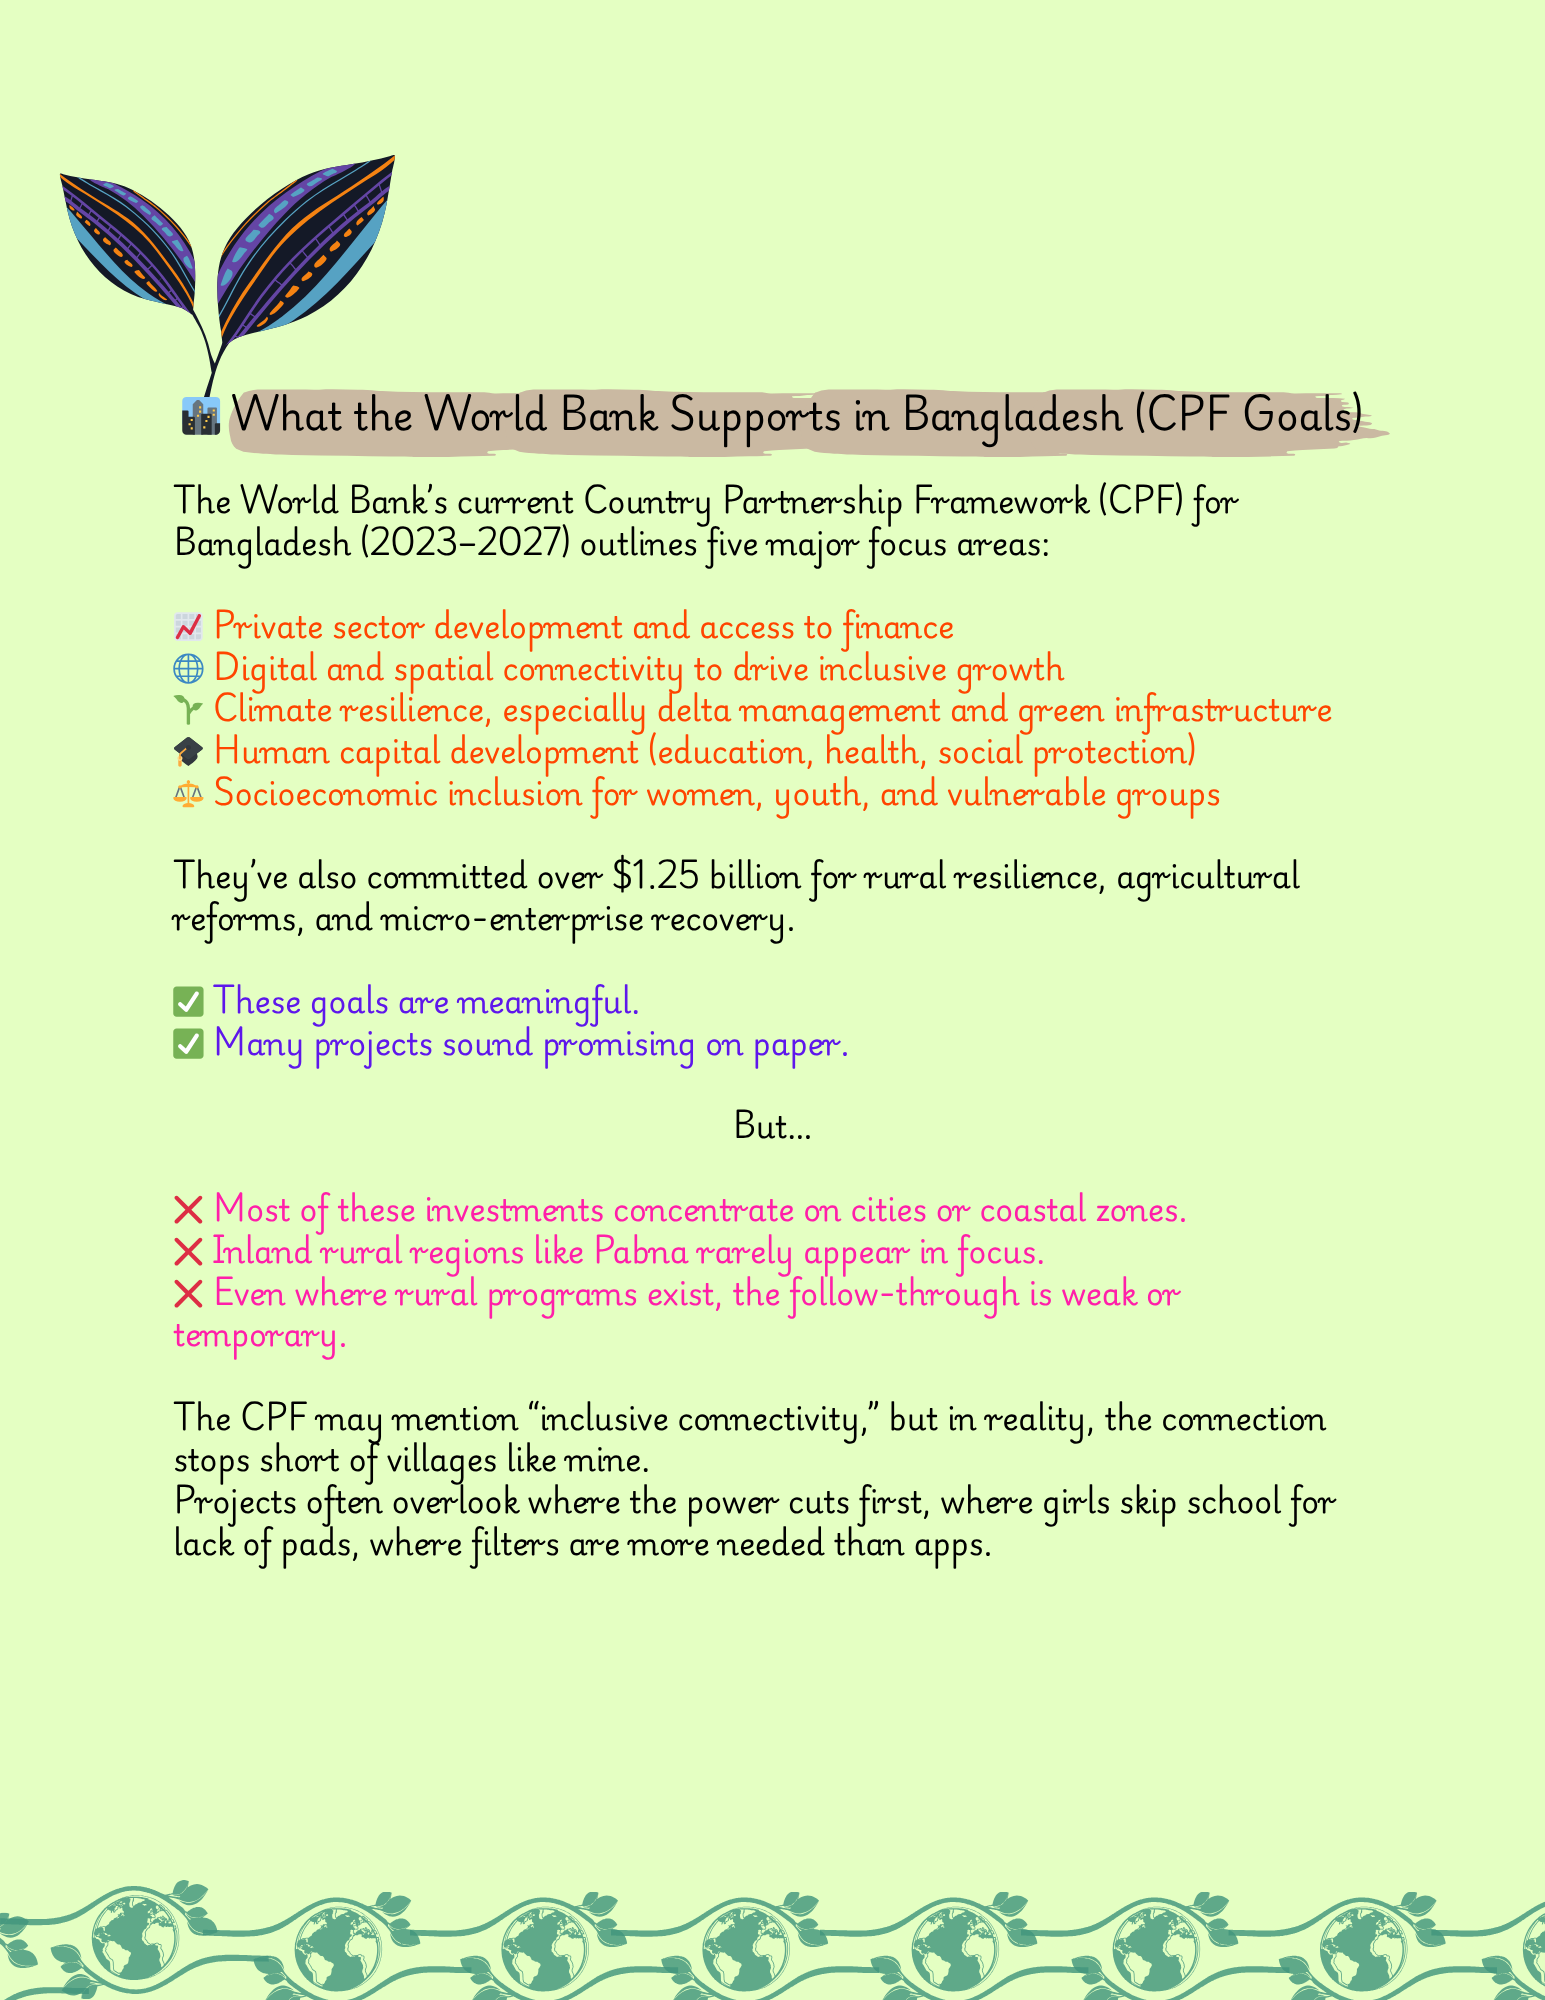 🏙️ What the World Bank Supports in Bangladesh (CPF Goals)
The World Bank’s current Country Partnership Framework (CPF) for
Bangladesh (2023–2027) outlines five major focus areas:
📈 Private sector development and access to finance
🌐 Digital and spatial connectivity to drive inclusive growth
🌱 Climate resilience, especially delta management and green infrastructure
🎓 Human capital development (education, health, social protection)
⚖️ Socioeconomic inclusion for women, youth, and vulnerable groups
They’ve also committed over $1.25 billion for rural resilience, agricultural
reforms, and micro-enterprise recovery.
✅ These goals are meaningful.
✅ Many projects sound promising on paper.
But...
❌ Most of these investments concentrate on cities or coastal zones.
❌ Inland rural regions like Pabna rarely appear in focus.
❌ Even where rural programs exist, the follow-through is weak or
temporary.
The CPF may mention “inclusive connectivity,” but in reality, the connection
stops short of villages like mine.
Projects often overlook where the power cuts first, where girls skip school for
lack of pads, where filters are more needed than apps.